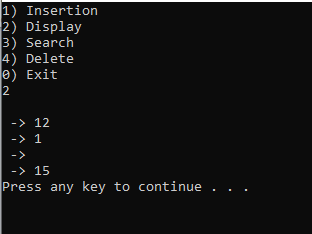 1) Insertion
2) Display
3) Search
4) Delete
0) Exit
2
-> 12
-> 1
->
-> 15
Press any key to continue . . .